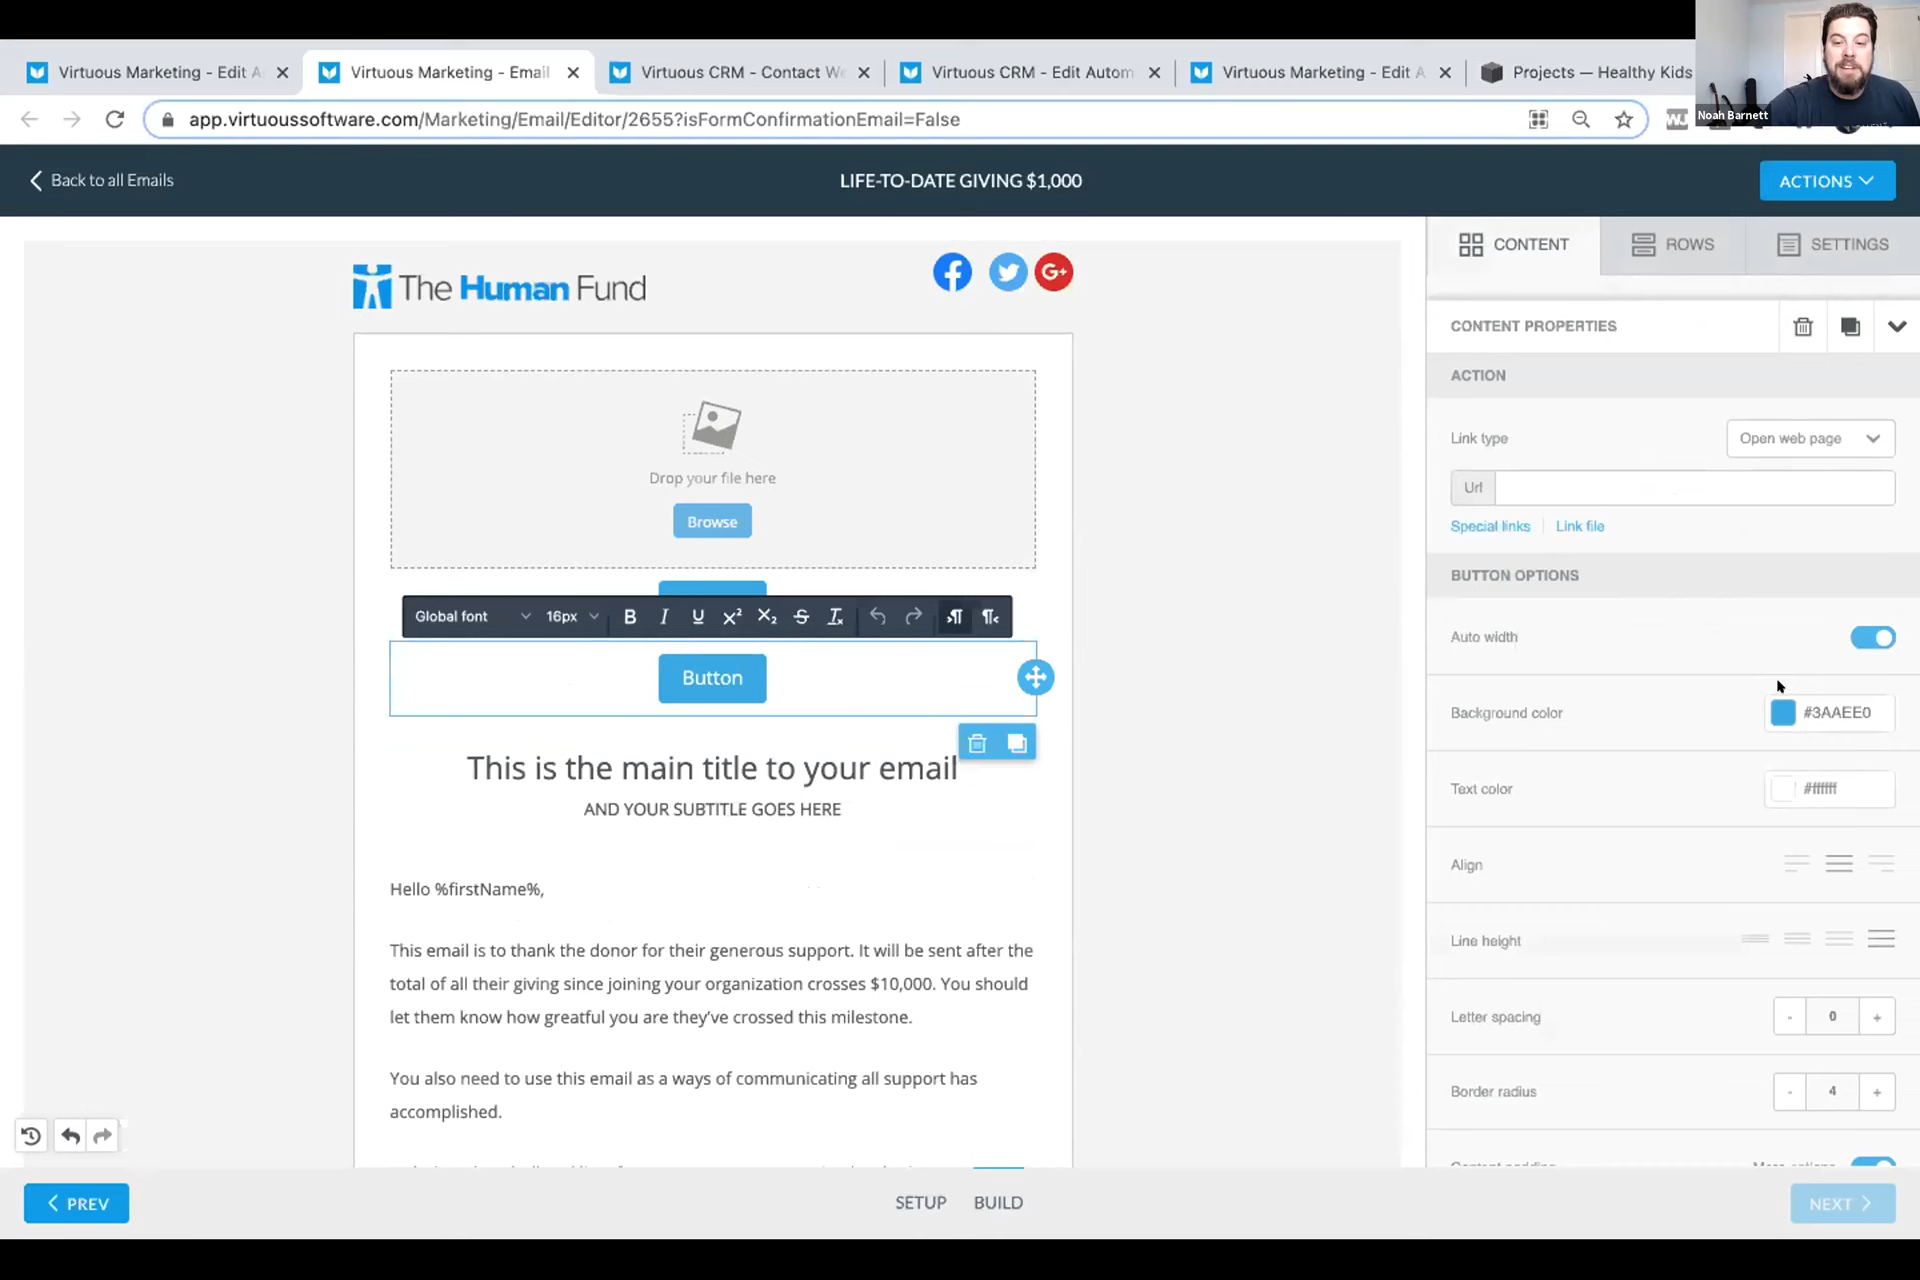 Virtuous Marketing - Edit A
Virtuous Marketing - Email
Virtuous CRM - Contact We
Virtuous CRM - Edit Autom
Virtuous Marketing - Edit A
Projects — Healthy Kids
app.virtuoussoftware.com/Marketing/Email/Editor/2655?isFormConfirmationEmail=False
Noah Barnett
Back to all Emails
LIFE-TO-DATE GIVING $1,000
ACTIONS
The Human Fund
CONTENT
ROWS
SETTINGS
CONTENT PROPERTIES
ACTION
Link type
Open web page
Url
Special links
Link file
BUTTON OPTIONS
Auto width
Background color
#3AAEE0
Text color
#ffffff
Align
Line height
Letter spacing
- 0 +
Border radius
- 4 +
Drop your file here
Browse
Global font
16px
Button
This is the main title to your email
AND YOUR SUBTITLE GOES HERE
Hello %firstName%,
This email is to thank the donor for their generous support. It will be sent after the
total of all their giving since joining your organization crosses $10,000. You should
let them know how greatful you are they've crossed this milestone.
You also need to use this email as a ways of communicating all support has
accomplished.
PREV
SETUP
BUILD
NEXT